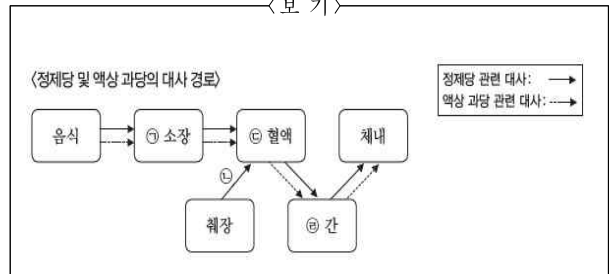 <보 기>
<정제당 및 액상 과당의 대사 경로>
정제당 관련 대사:
액상 과당 관련 대사:
음식
㉠ 소장
㉢ 혈액
체내
㉡
췌장
㉣ 간